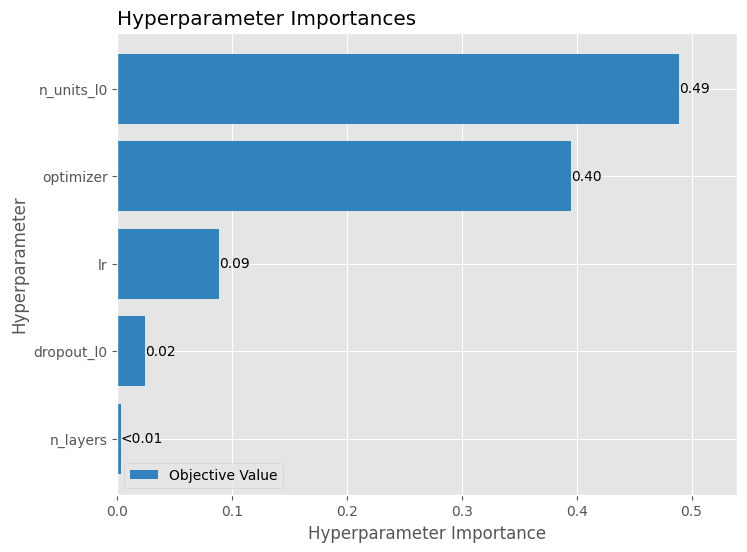 Hyperparameter Importances
Hyperparameter
n_units_l0
0.49
optimizer
0.40
lr
0.09
dropout_l0
0.02
n_layers
<0.01
Objective Value
0.0 0.1 0.2 0.3 0.4 0.5
Hyperparameter Importance